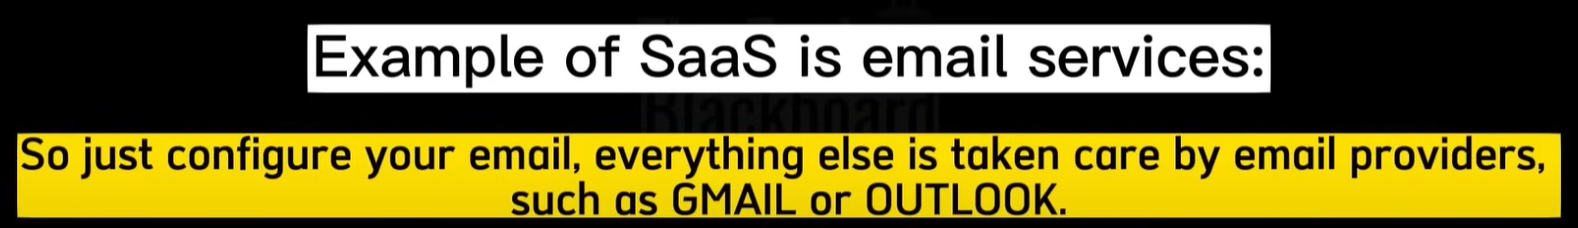 Example of SaaS is email services:
Blackboard
So just configure your email, everything else is taken care by email providers,
such as GMAIL or OUTLOOK.